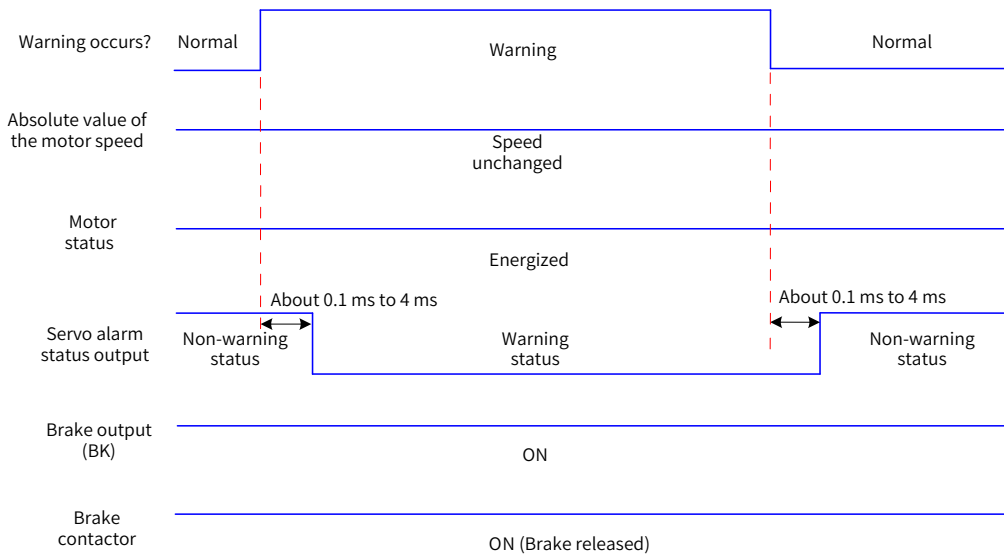 Warning occurs?
Normal
Warning
Normal
Absolute value of
the motor speed
Speed
unchanged
Motor
status
Energized
About 0.1 ms to 4 ms
About 0.1 ms to 4 ms
Servo alarm
status output
Non-warning
status
Warning
status
Non-warning
status
Brake output
(BK)
ON
Brake
contactor
ON (Brake released)